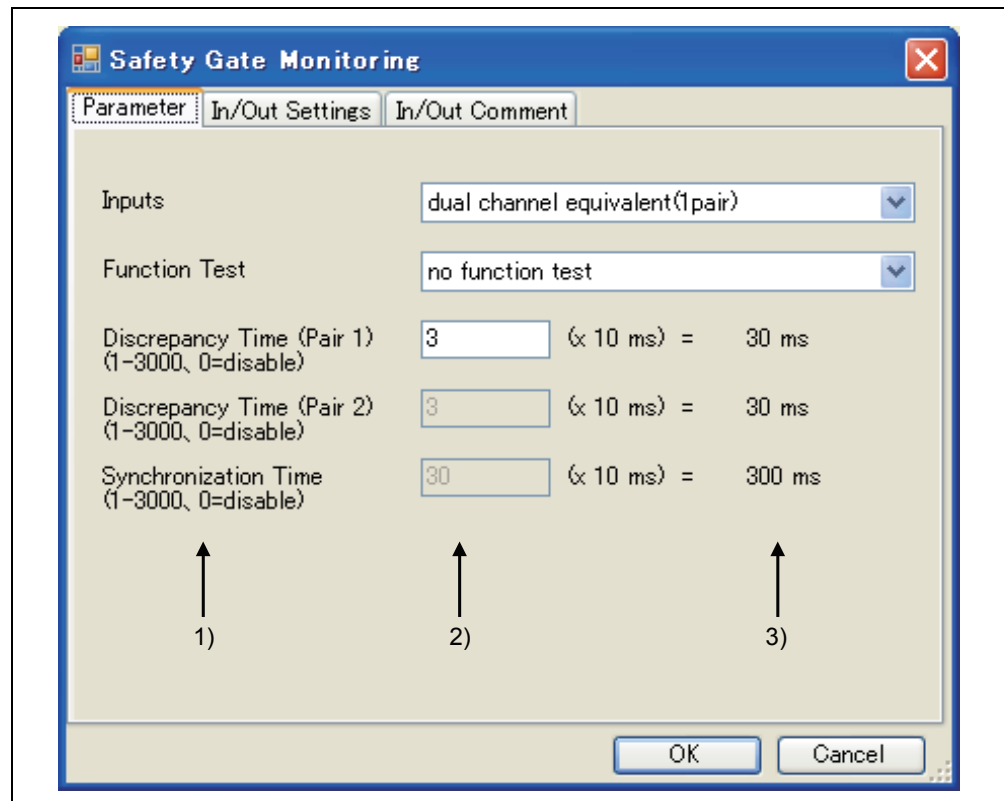 Safety Gate Monitoring
Parameter In/Out Settings In/Out Comment
Inputs dual channel equivalent(1pair)
Function Test no function test
Discrepancy Time (Pair 1) 3 (x 10 ms) = 30 ms
(1-3000、0=disable)
Discrepancy Time (Pair 2) 3 (x 10 ms) = 30 ms
(1-3000、0=disable)
Synchronization Time 30 (x 10 ms) = 300 ms
(1-3000、0=disable)
1) 2) 3)
OK Cancel